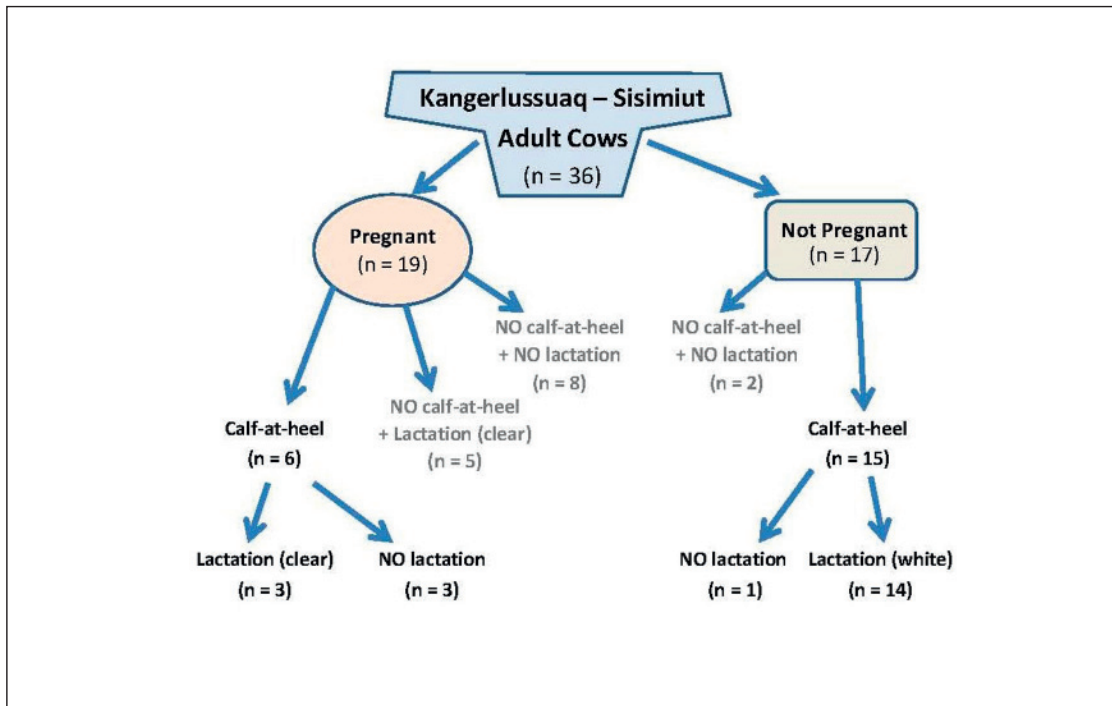 Kangerlussuaq – Sisimiut
Adult Cows
(n = 36)
Pregnant
(n = 19)
Not Pregnant
(n = 17)
NO calf-at-heel
+ NO lactation
(n = 8)
NO calf-at-heel
+ NO lactation
(n = 2)
NO calf-at-heel
+ Lactation (clear)
(n = 5)
Calf-at-heel
(n = 6)
Calf-at-heel
(n = 15)
Lactation (clear)
(n = 3)
NO lactation
(n = 3)
NO lactation
(n = 1)
Lactation (white)
(n = 14)